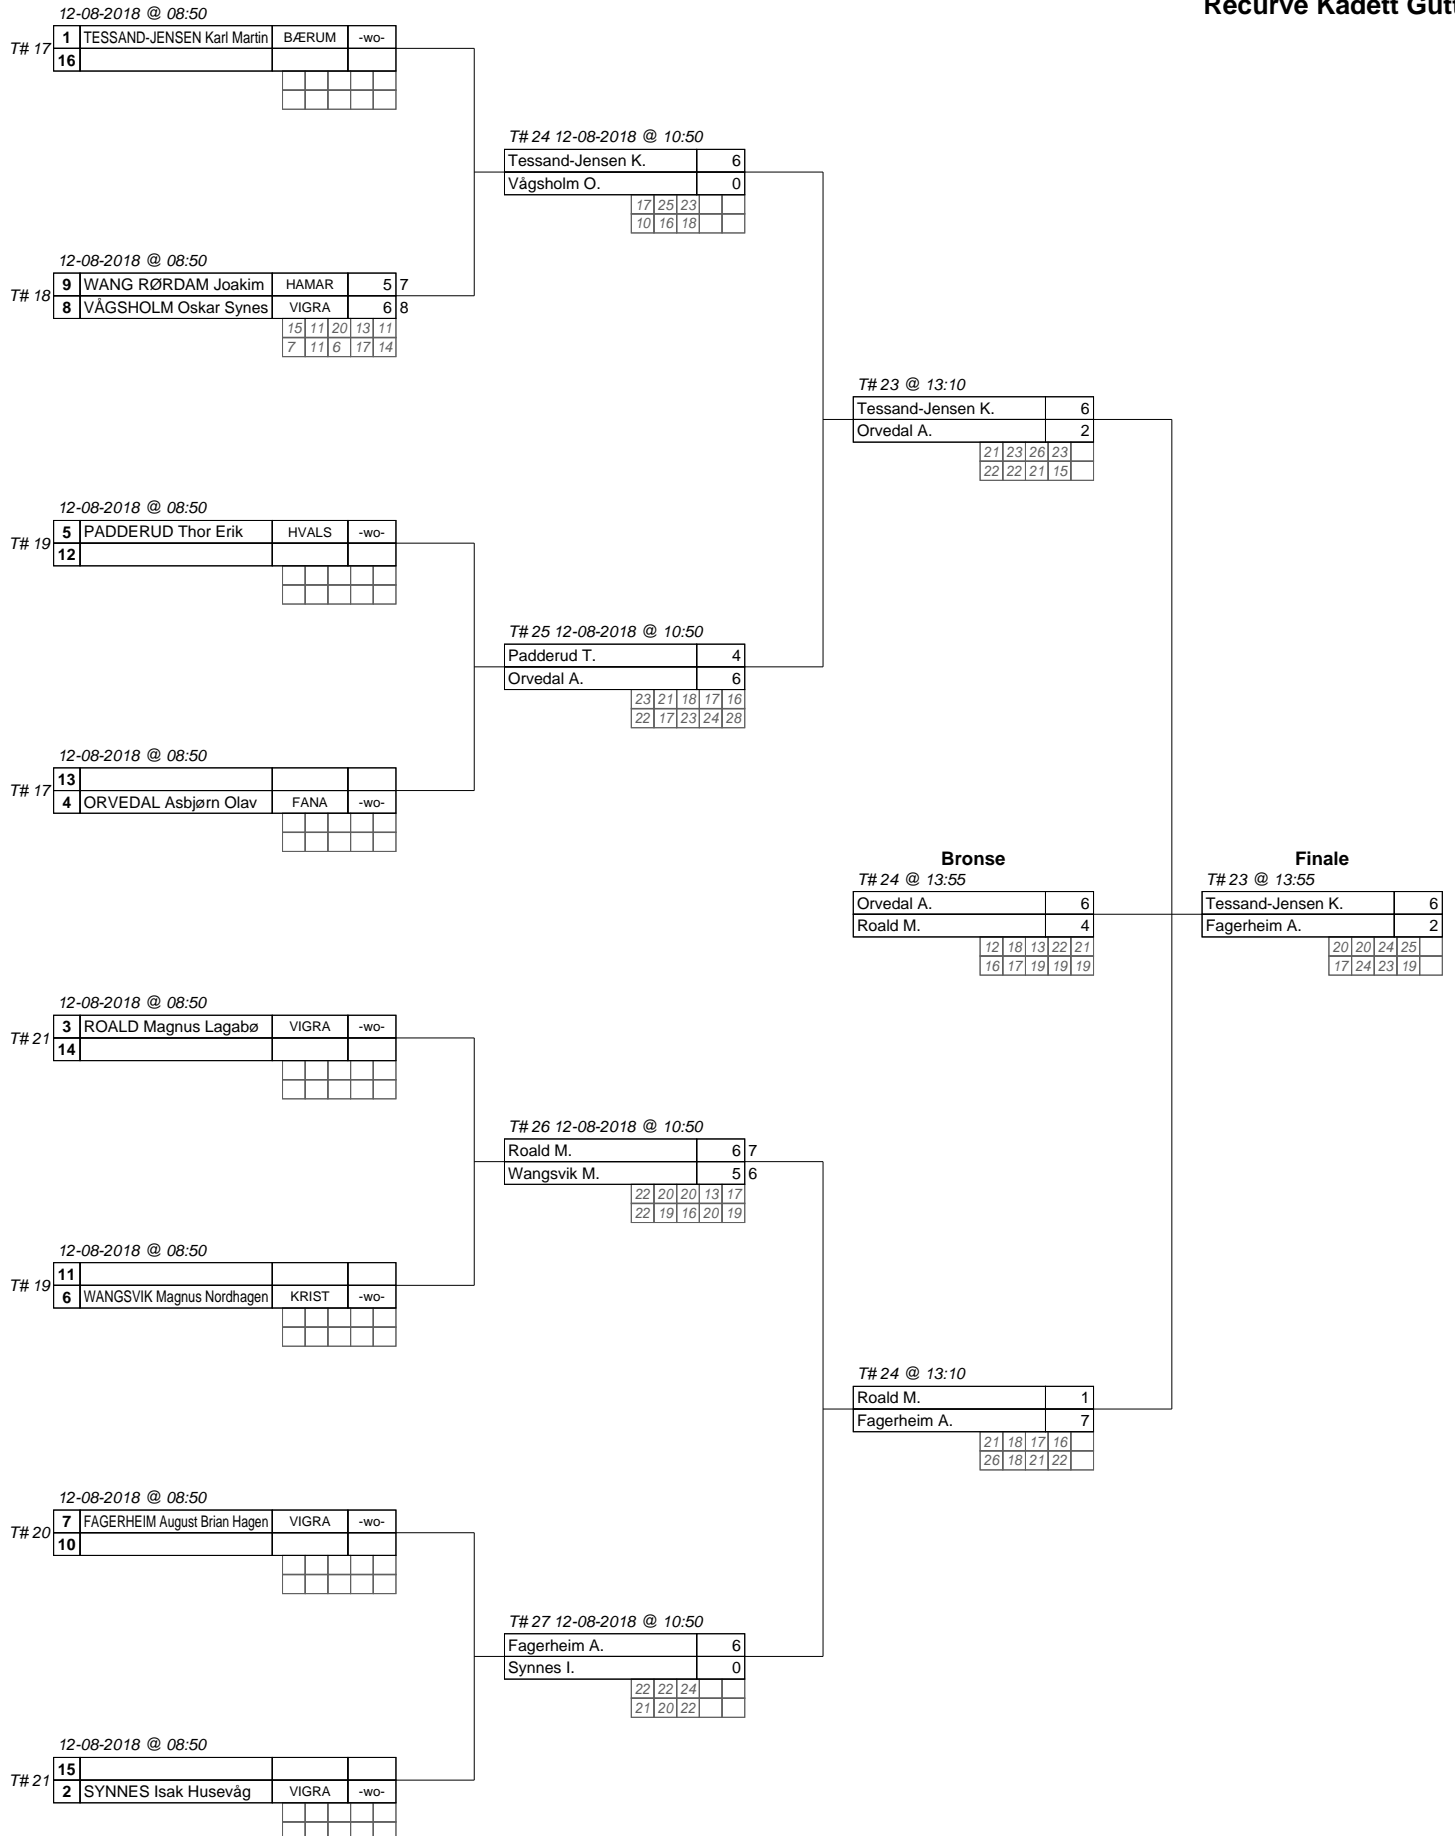 Recurve Kadett
12-08-2018 @ 08:50
T# 17
1 TESSAND-JENSEN Karl Martin BÆRUM -wo-
16
T# 24 12-08-2018 @ 10:50
Tessand-Jensen K. 6
Vågsholm O. 0
17 25 23
10 16 18
12-08-2018 @ 08:50
T# 18
9 WANG RØRDAM Joakim HAMAR 5 7
8 VÅGSHOLM Oskar Synes VIGRA 6 8
15 11 20 13 11
7 11 6 17 14
T# 23 @ 13:10
Tessand-Jensen K. 6
Orvedal A. 2
21 23 26 23
22 22 21 15
12-08-2018 @ 08:50
T# 19
5 PADDERUD Thor Erik HVALS -wo-
12
T# 25 12-08-2018 @ 10:50
Padderud T. 4
Orvedal A. 6
23 21 18 17 16
22 17 23 24 28
12-08-2018 @ 08:50
T# 17
13
4 ORVEDAL Asbjørn Olav FANA -wo-
Bronse
T# 24 @ 13:55
Orvedal A. 6
Roald M. 4
12 18 13 22 21
16 17 19 19 19
Finale
T# 23 @ 13:55
Tessand-Jensen K. 6
Fagerheim A. 2
20 20 24 25
17 24 23 19
12-08-2018 @ 08:50
T# 21
3 ROALD Magnus Lagabø VIGRA -wo-
14
T# 26 12-08-2018 @ 10:50
Roald M. 6 7
Wangsvik M. 5 6
22 20 20 13 17
22 19 16 20 19
12-08-2018 @ 08:50
T# 19
11
6 WANGSVIK Magnus Nordhagen KRIST -wo-
T# 24 @ 13:10
Roald M. 1
Fagerheim A. 7
21 18 17 16
26 18 21 22
12-08-2018 @ 08:50
T# 20
7 FAGERHEIM August Brian Hagen VIGRA -wo-
10
T# 27 12-08-2018 @ 10:50
Fagerheim A. 6
Synnes I. 0
22 22 24
21 20 22
12-08-2018 @ 08:50
T# 21
15
2 SYNNES Isak Husevåg VIGRA -wo-